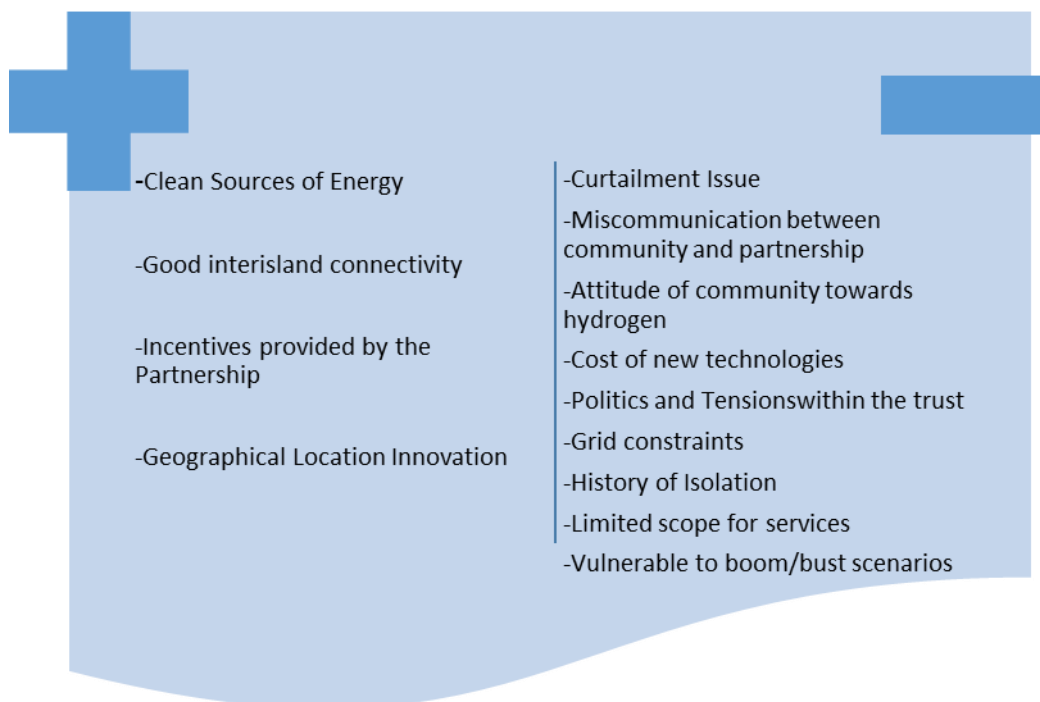 -Clean Sources of Energy
-Good interisland connectivity
-Incentives provided by the
Partnership
-Geographical Location Innovation
-Curtailment Issue
-Miscommunication between
community and partnership
-Attitude of community towards
hydrogen
-Cost of new technologies
-Politics and Tensionswithin the trust
-Grid constraints
-History of Isolation
-Limited scope for services
-Vulnerable to boom/bust scenarios